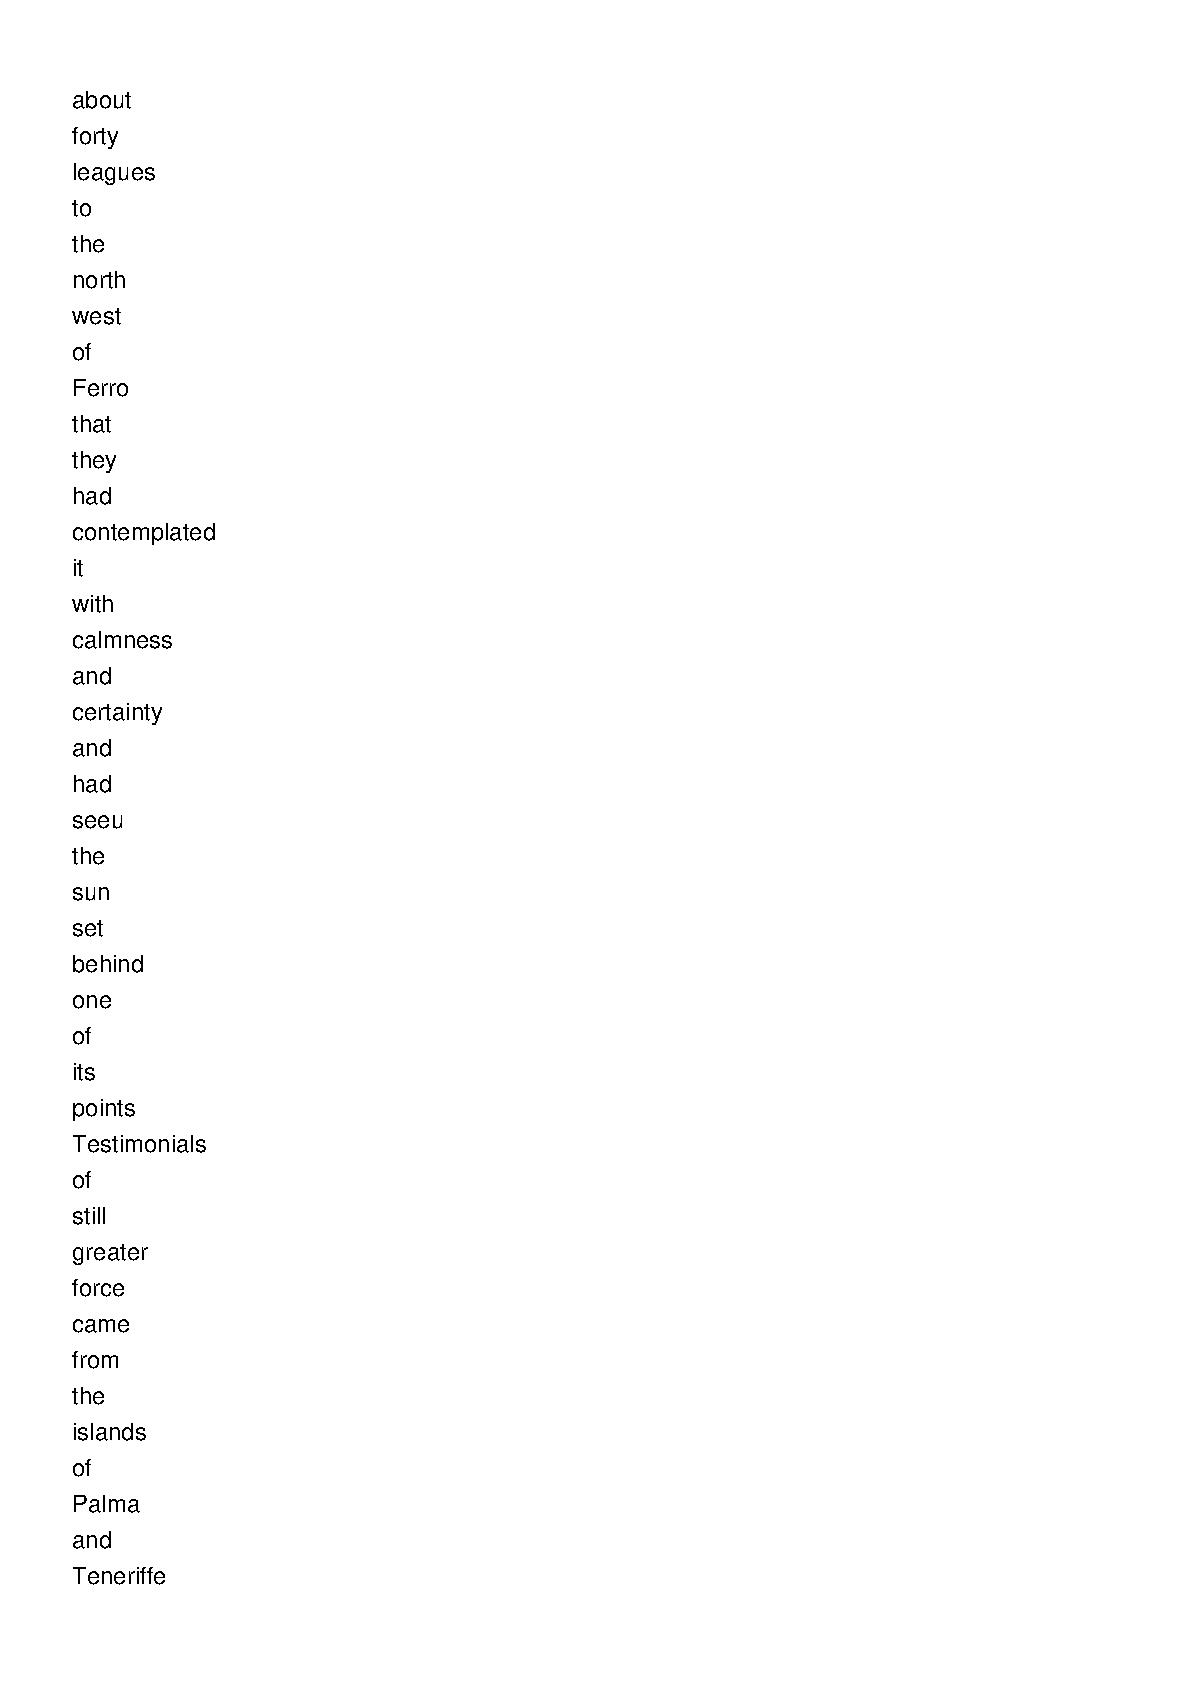 about
forty
leagues
to
the
north
west
of
Ferro
that
they
had
contemplated
it
with
calmness
and
certainty
and
had
seeu
the
sun
set
behind
one
of
its
points
Testimonials
of
still
greater
force
came
from
the
islands
of
Palma
and
Teneriffe